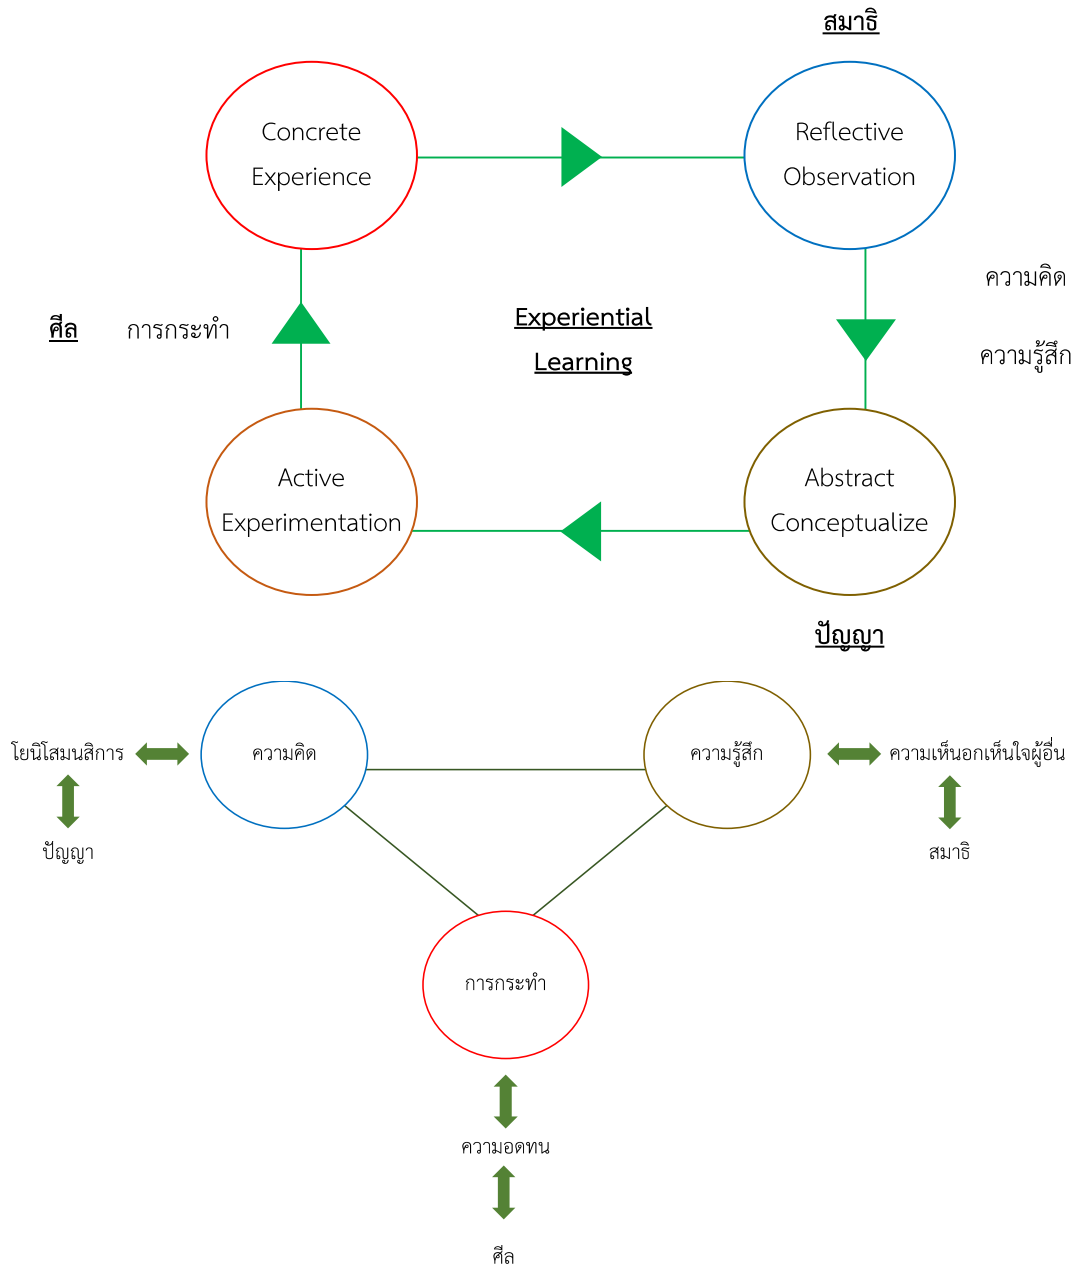 สมาธิ
Concrete
Experience
Reflective
Observation
ความคิด
ศีล
การกระทำ
Experiential
Learning
ความรู้สึก
Active
Experimentation
Abstract
Conceptualize
ปัญญา
โยนิโสมนสิการ
ความคิด
ความรู้สึก
ความเห็นอกเห็นใจผู้อื่น
ปัญญา
สมาธิ
การกระทำ
ความอดทน
ศีล